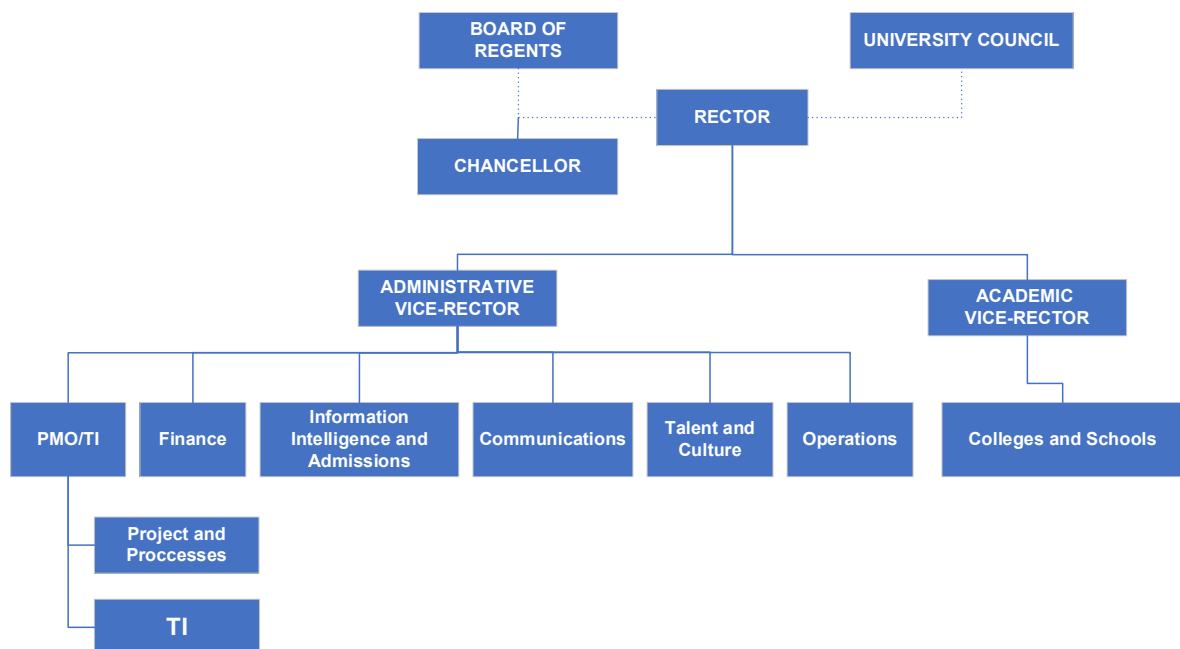 BOARD OF
REGENTS
UNIVERSITY COUNCIL
RECTOR
CHANCELLOR
ADMINISTRATIVE
VICE-RECTOR
ACADEMIC
VICE-RECTOR
PMO/TI
Finance
Information
Intelligence and
Admissions
Communications
Talent and
Culture
Operations
Colleges and Schools
Project and
Proccesses
TI